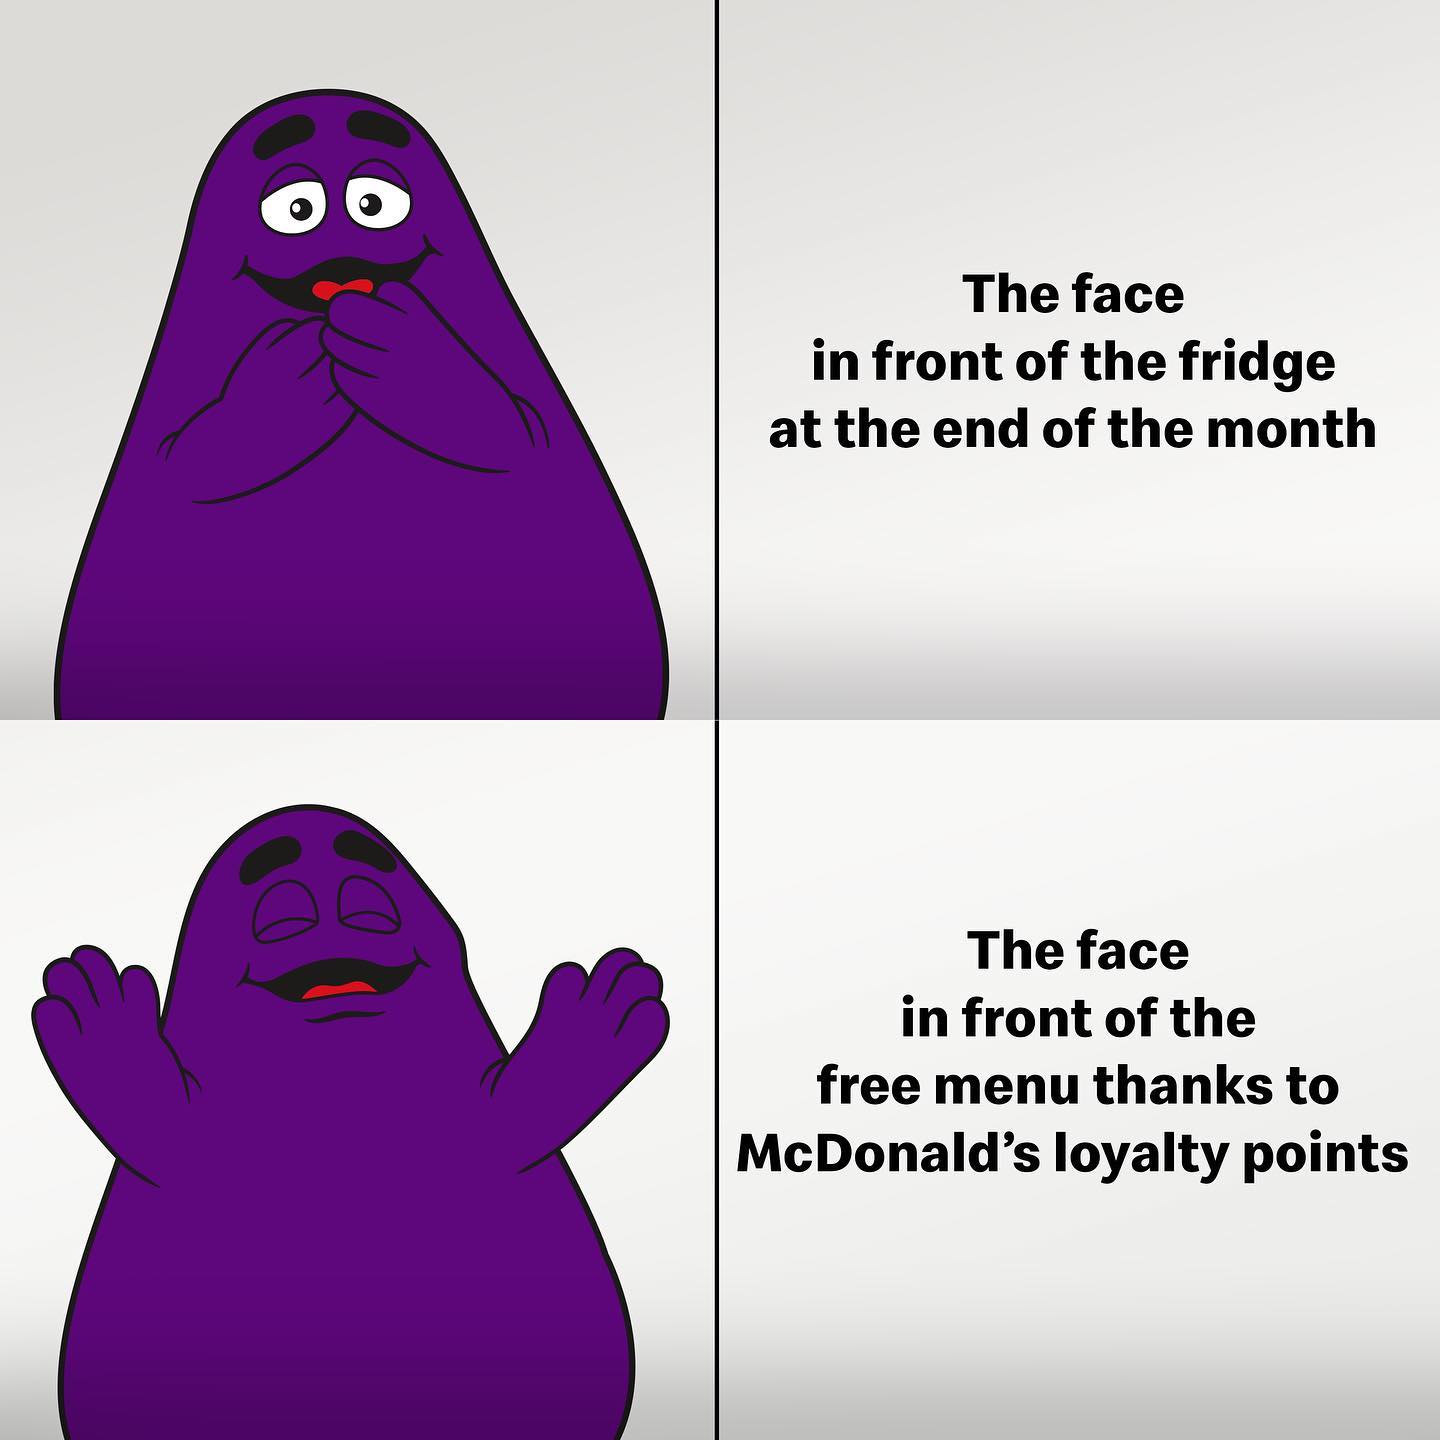 The face
in front of the fridge
at the end of the month
The face
in front of the
free menu thanks to
McDonald’s loyalty points